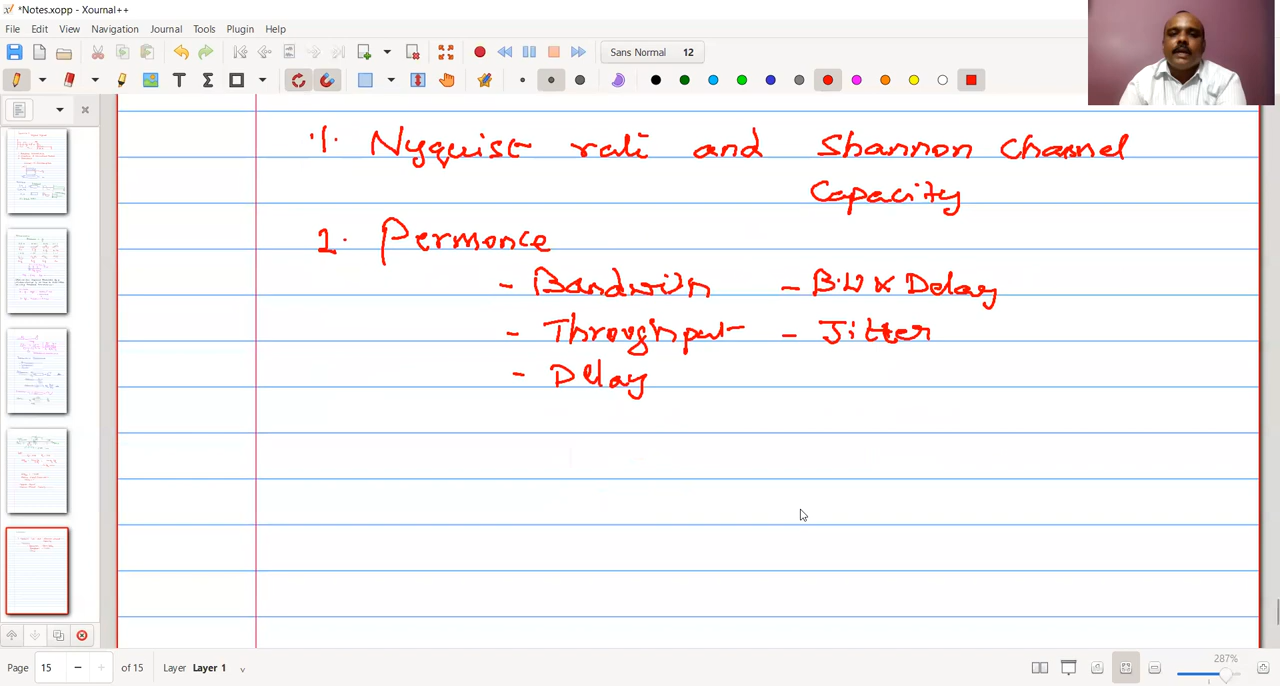 *Notes.xopp - Xournal++
File Edit View Navigation Journal Tools Plugin Help
Sans Normal 12
1. Nyquist rate and Shannon Channel
Capacity
2. Permonce
- Bandwith - B.W x Delay
- Throughput - Jitter
- Delay
Page 15 of 15 Layer Layer 1 287%